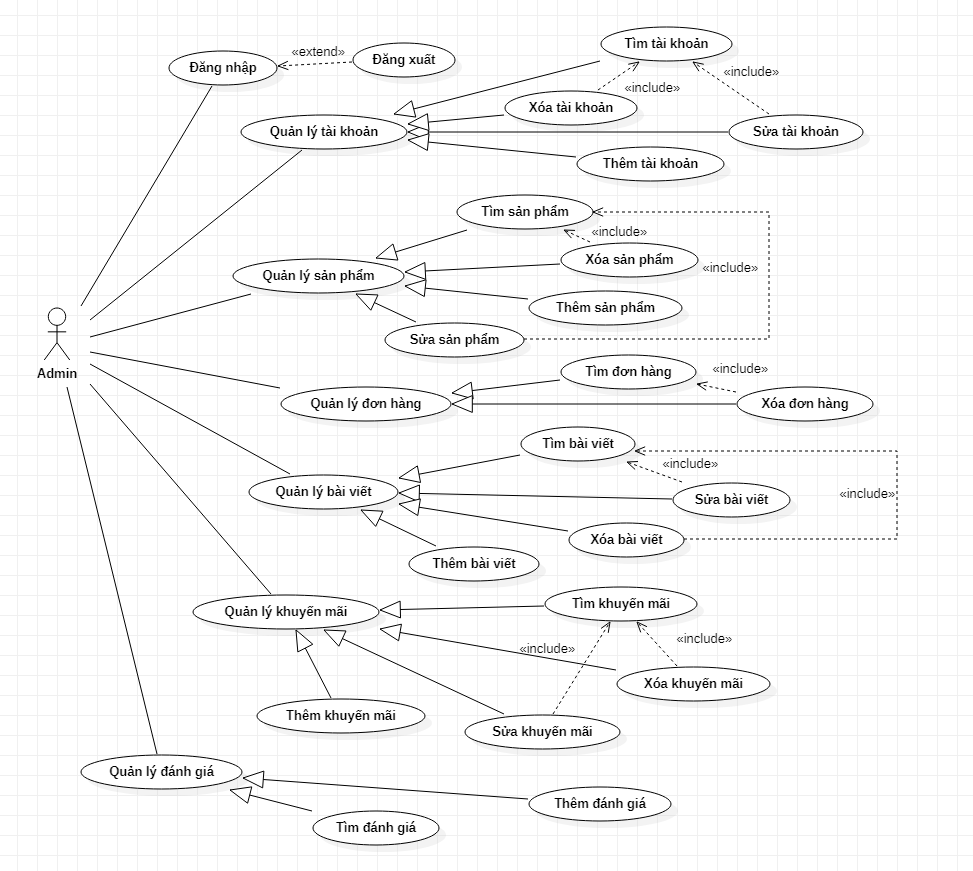 «extend»
Đăng nhập
Đăng xuất
Tìm tài khoản
«include»
«include»
Xóa tài khoản
Quản lý tài khoản
Sửa tài khoản
Thêm tài khoản
Tìm sản phẩm
«include»
Xóa sản phẩm
«include»
Quản lý sản phẩm
Thêm sản phẩm
Sửa sản phẩm
Admin
Tìm đơn hàng
«include»
Quản lý đơn hàng
Xóa đơn hàng
Tìm bài viết
«include»
Quản lý bài viết
Sửa bài viết
«include»
Xóa bài viết
Thêm bài viết
Tìm khuyến mãi
Quản lý khuyến mãi
«include»
«include»
Xóa khuyến mãi
Thêm khuyến mãi
Sửa khuyến mãi
Quản lý đánh giá
Thêm đánh giá
Tìm đánh giá